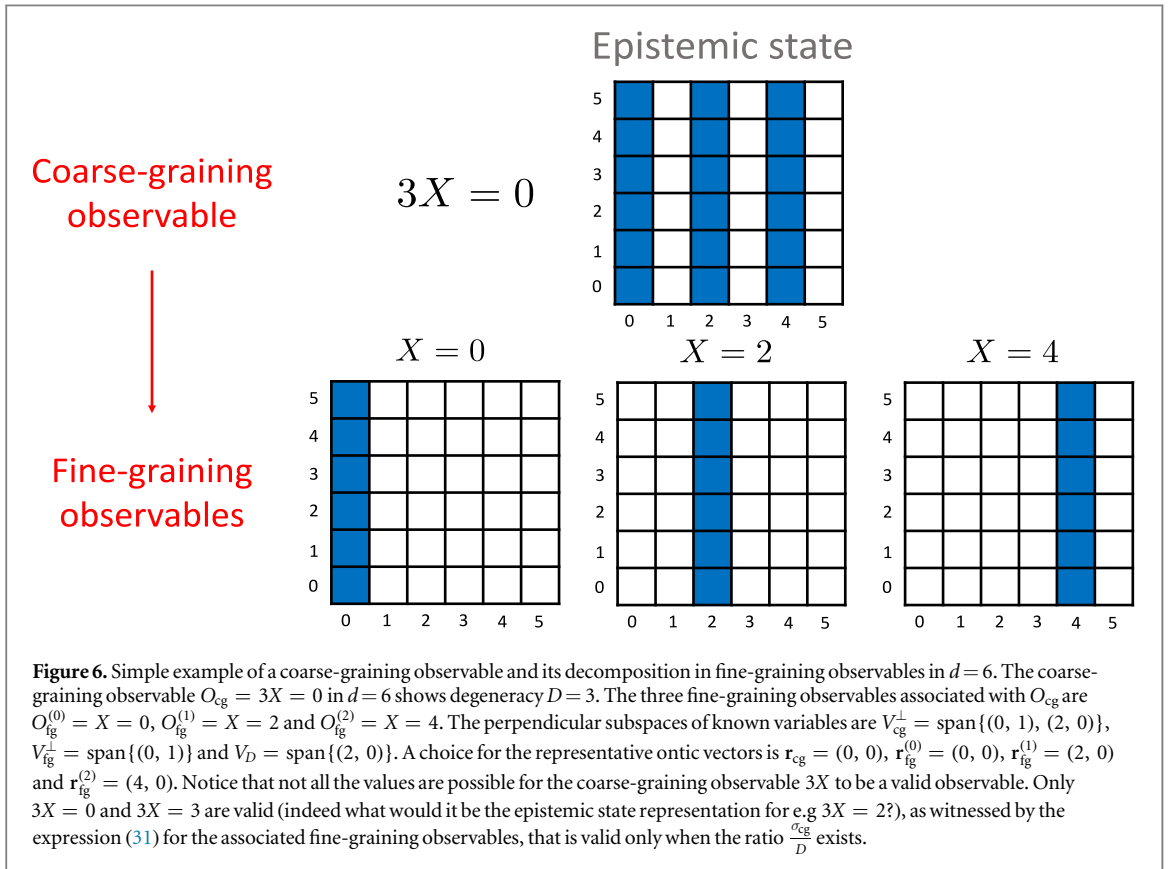 Epistemic state
5
4
3
2
1
0
0 1 2 3 4 5
Coarse-graining
observable
3X = 0
X = 0
X = 2
X = 4
5
4
3
2
1
0
0 1 2 3 4 5
5
4
3
2
1
0
0 1 2 3 4 5
5
4
3
2
1
0
0 1 2 3 4 5
Fine-graining
observables
Figure 6. Simple example of a coarse-graining observable and its decomposition in fine-graining observables in d = 6. The coarse-
graining observable O_cg = 3X = 0 in d = 6 shows degeneracy D = 3. The three fine-graining observables associated with O_cg are
O_fg^(0) = X = 0, O_fg^(1) = X = 2 and O_fg^(2) = X = 4. The perpendicular subspaces of known variables are V_cg^⊥ = span{(0, 1), (2, 0)},
V_fg^⊥ = span{(0, 1)} and V_D = span{(2, 0)}. A choice for the representative ontic vectors is r_cg = (0, 0), r_fg^(0) = (0, 0), r_fg^(1) = (2, 0)
and r_fg^(2) = (4, 0). Notice that not all the values are possible for the coarse-graining observable 3X to be a valid observable. Only
3X = 0 and 3X = 3 are valid (indeed what would it be the epistemic state representation for e.g 3X = 2?), as witnessed by the
expression (31) for the associated fine-graining observables, that is valid only when the ratio σ_cg/D exists.